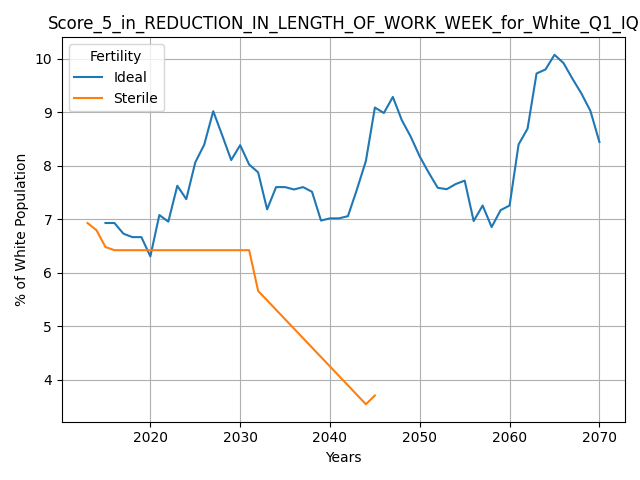 Score_5_in_REDUCTION_IN_LENGTH_OF_WORK_WEEK_for_White_Q1_IQ
Fertility
Ideal
Sterile
% of White Population
10
9
8
7
6
5
4
2020 2030 2040 2050 2060 2070
Years